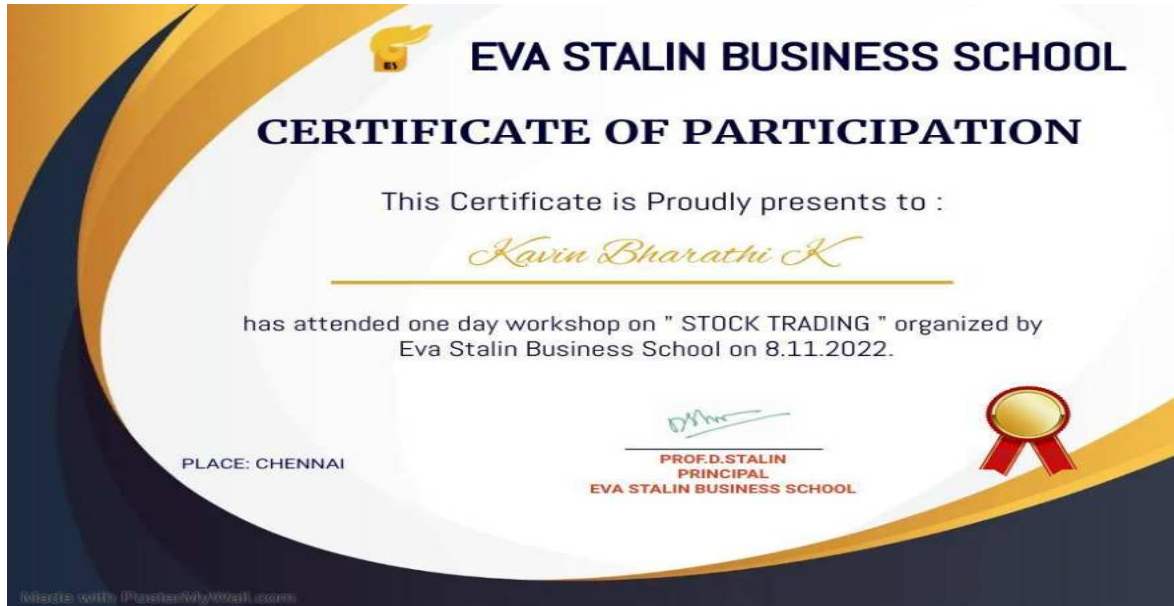 ES
EVA STALIN BUSINESS SCHOOL
CERTIFICATE OF PARTICIPATION
This Certificate is Proudly presents to :
Kavin Bharathi K
has attended one day workshop on " STOCK TRADING " organized by
Eva Stalin Business School on 8.11.2022.
PLACE: CHENNAI
PROF.D.STALIN
PRINCIPAL
EVA STALIN BUSINESS SCHOOL
Made with PosterMyWall.com